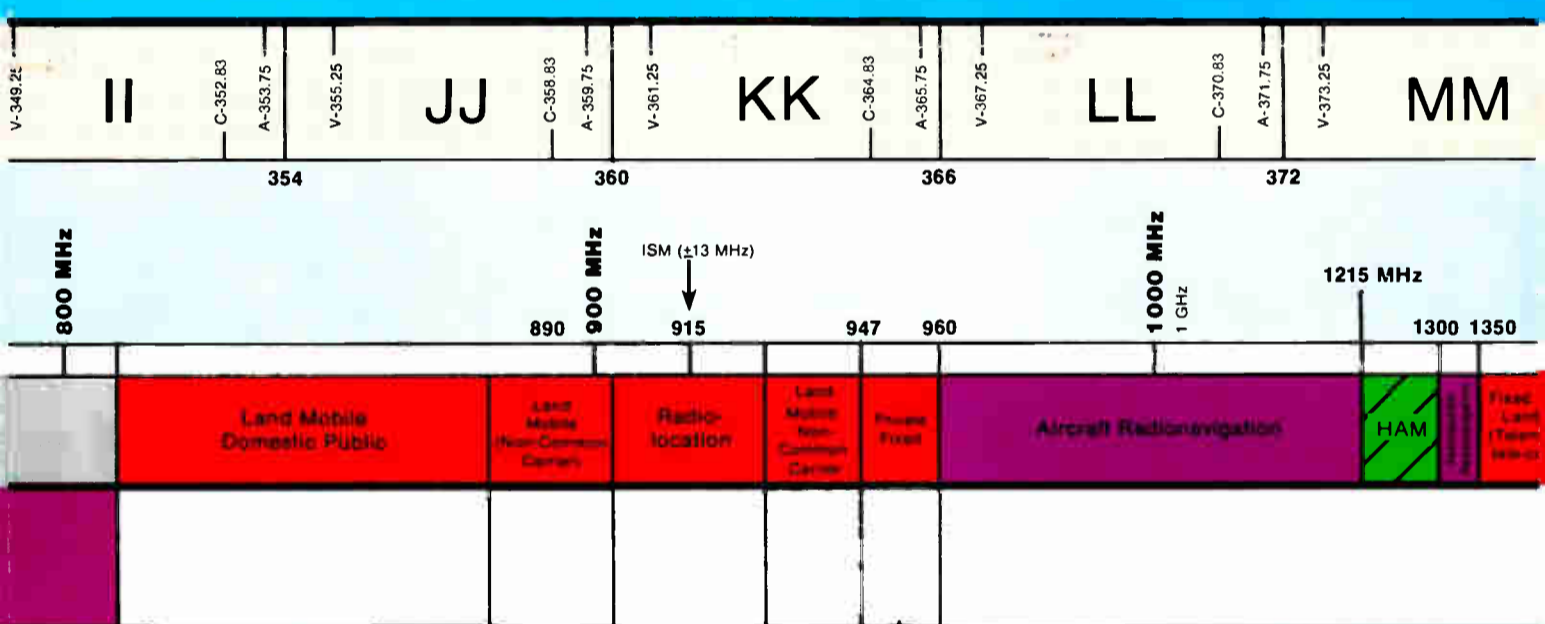 V-349.25
II
C-352.83
A-353.75
V-355.25
JJ
C-358.83
A-359.75
V-361.25
KK
C-364.83
A-365.75
V-367.25
LL
C-370.83
A-371.75
V-373.25
MM
354
360
366
372
800 MHz
890
900 MHz
ISM (±13 MHz)
915
947
960
1000 MHz
1 GHz
1215 MHz
1300
1350
Land Mobile
Domestic Public
Land
Mobile
(Non-Common
Carrier)
Radio-
location
Land
Mobile
Non-
Common
Carrier
Private
Fixed
Aircraft Radionavigation
HAM
Fixed
Land